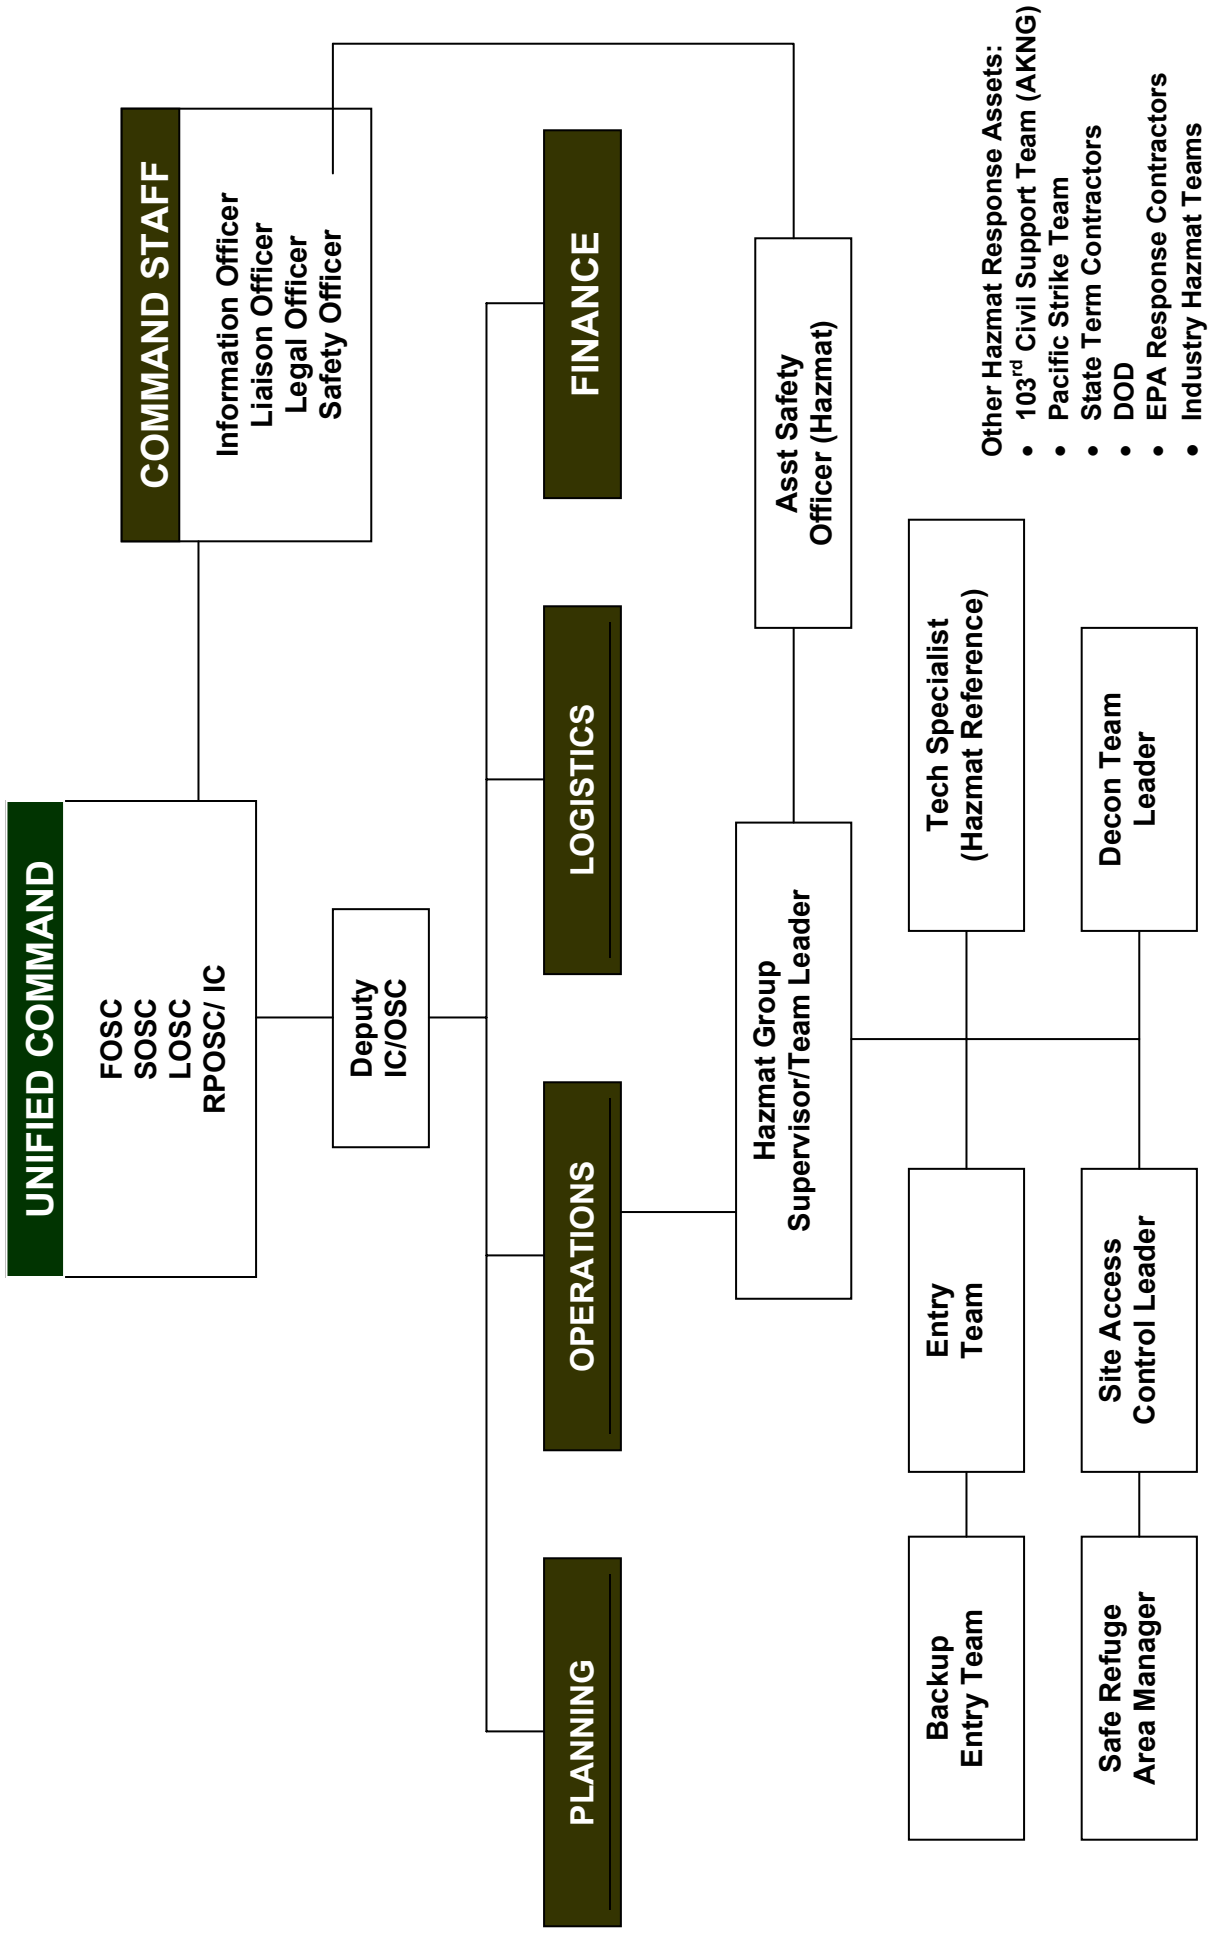 UNIFIED COMMAND
FOSC
SOSC
LOSC
RPOSC/ IC
COMMAND STAFF
Information Officer
Liaison Officer
Legal Officer
Safety Officer
Deputy
IC/OSC
PLANNING
OPERATIONS
LOGISTICS
FINANCE
Hazmat Group
Supervisor/Team Leader
Asst Safety
Officer (Hazmat)
Backup
Entry Team
Entry
Team
Tech Specialist
(Hazmat Reference)
Safe Refuge
Area Manager
Site Access
Control Leader
Decon Team
Leader
Other Hazmat Response Assets:
• 103rd Civil Support Team (AKNG)
• Pacific Strike Team
• State Term Contractors
• DOD
• EPA Response Contractors
• Industry Hazmat Teams